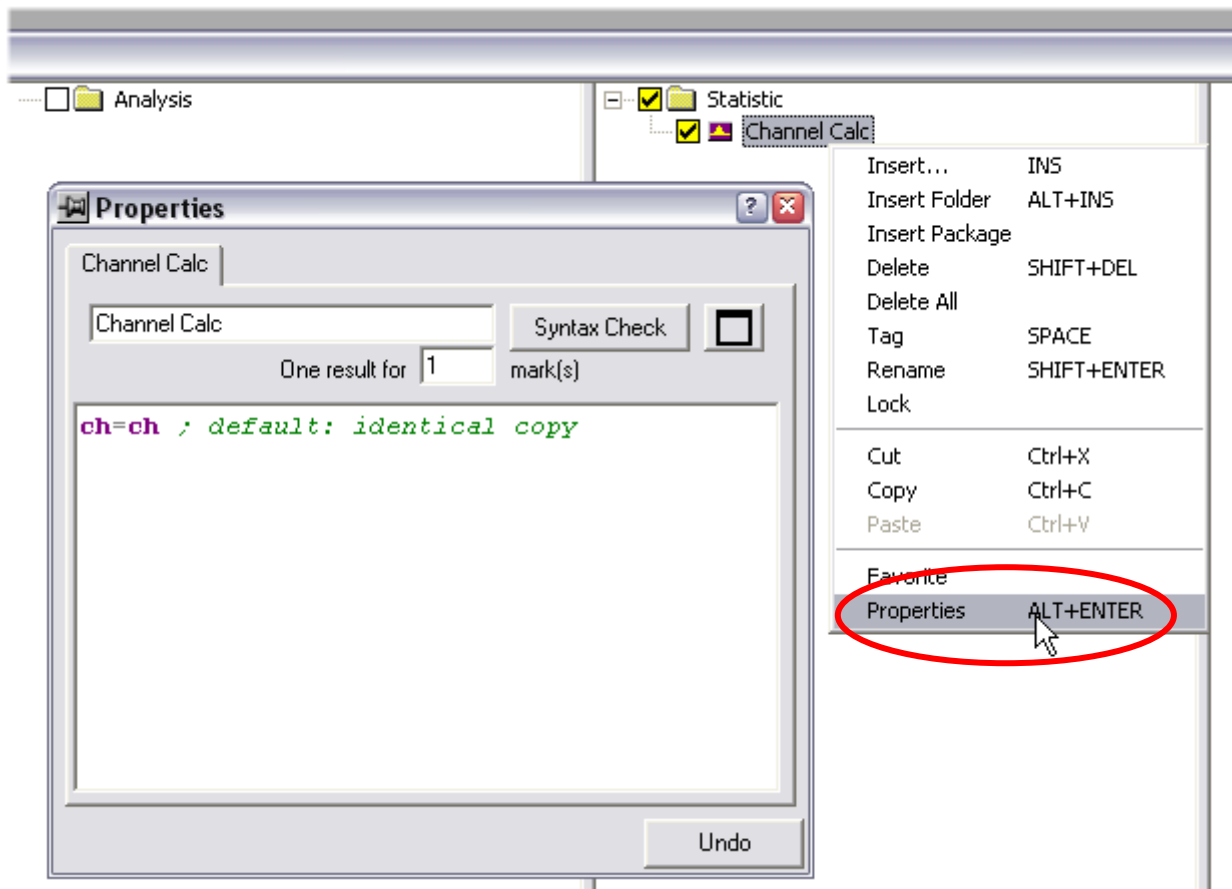 Analysis
Statistic
Channel Calc
Properties
Channel Calc
Channel Calc
Syntax Check
One result for 1 mark(s)
ch=ch ; default: identical copy
Undo
Insert... INS
Insert Folder ALT+INS
Insert Package
Delete SHIFT+DEL
Delete All
Tag SPACE
Rename SHIFT+ENTER
Lock
Cut Ctrl+X
Copy Ctrl+C
Paste Ctrl+V
Favorite
Properties ALT+ENTER